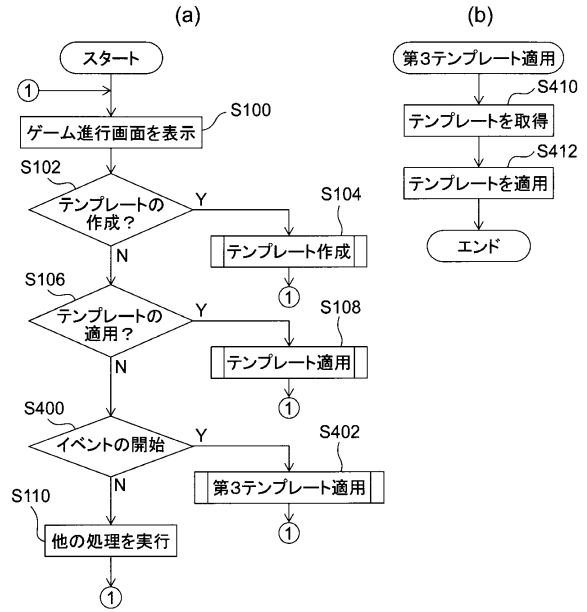 (a)
スタート
1
ゲーム進行画面を表示
S100
S102
テンプレートの
作成?
Y
N
S104
テンプレート作成
1
S106
テンプレートの
適用?
Y
N
S108
テンプレート適用
1
S400
イベントの開始
Y
N
S402
第3テンプレート適用
1
S110
他の処理を実行
1
(b)
第3テンプレート適用
S410
テンプレートを取得
S412
テンプレートを適用
エンド